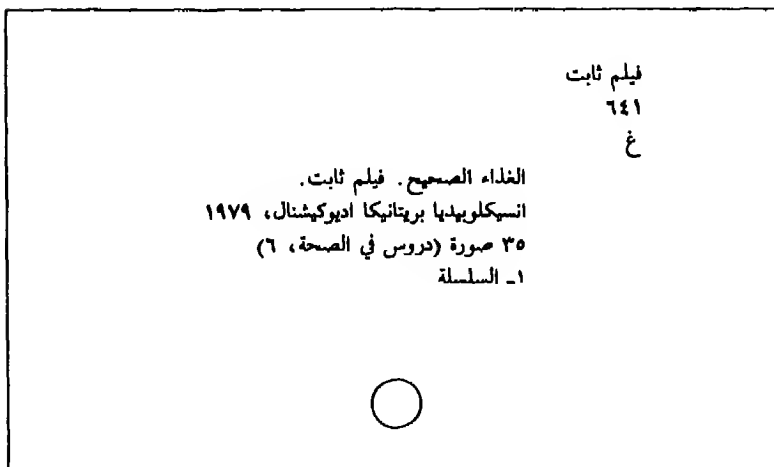 فيلم ثابت
٦٤١
غ
الغذاء الصحيح. فيلم ثابت.
انسيكلوبيديا بريتانيكا اديوكيشنال، ١٩٧٩
٣٥ صورة (دروس في الصحة، ٦)
١ـ السلسلة